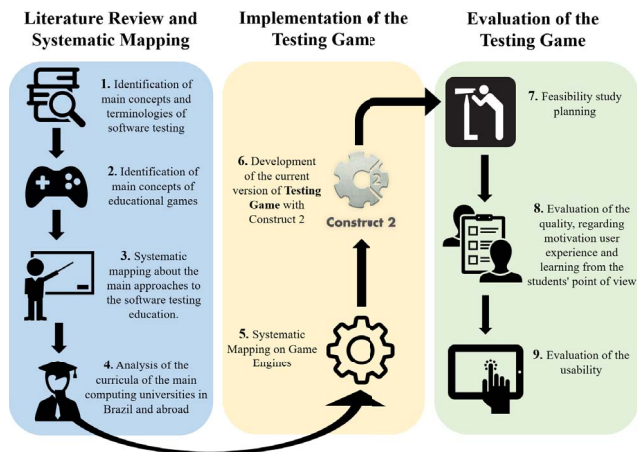 Literature Review and
Systematic Mapping
1. Identification of
main concepts and
terminologies of
software testing
2. Identification of
main concepts of
educational games
3. Systematic
mapping about the
main approaches to
the software testing
education.
4. Analysis of the
curricula of the main
computing universities in
Brazil and abroad
Implementation of the
Testing Game
6. Development
of the current
version of Testing
Game with
Construct 2
2
Construct 2
5. Systematic
Mapping on Game
Engines
Evaluation of the
Testing Game
7. Feasibility study
planning
8. Evaluation of the
quality, regarding
motivation user
experience and
learning from the
students' point of view
9. Evaluation of the
usability